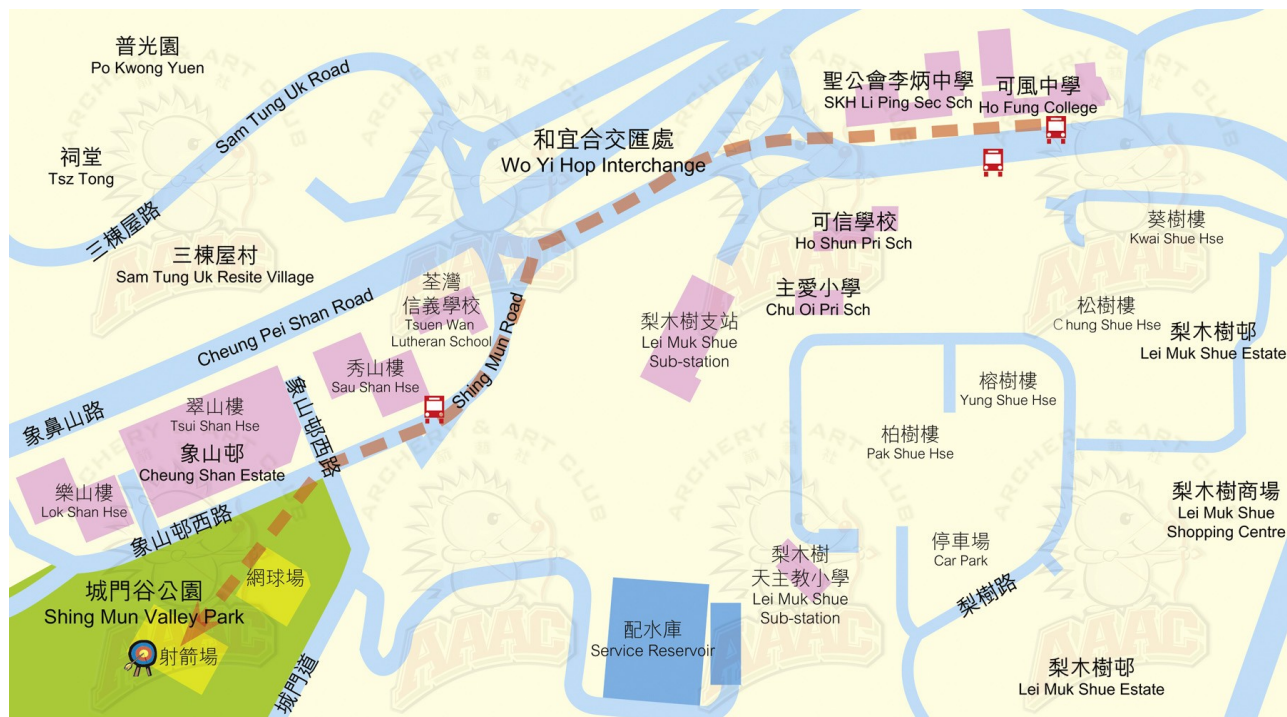 普光園
Po Kwong Yuen
Sam Tung Uk Road
聖公會李炳中學
SKH Li Ping Sec Sch
可風中學
Ho Fung College
和宜合交匯處
Wo Yi Hop Interchange
祠堂
Tsz Tong
三棟屋路
三棟屋村
Sam Tung Uk Resite Village
可信學校
Ho Shun Pri Sch
葵樹樓
Kwai Shue Hse
荃灣
信義學校
Tsuen Wan
Lutheran School
主愛小學
Chu Oi Pri Sch
松樹樓
Chung Shue Hse
梨木樹邨
Lei Muk Shue Estate
Cheung Pei Shan Road
Shing Mun Road
梨木樹支站
Lei Muk Shue
Sub-station
秀山樓
Sau Shan Hse
榕樹樓
Yung Shue Hse
象鼻山路
翠山樓
Tsui Shan Hse
象山邨
Cheung Shan Estate
象山邨西路
柏樹樓
Pak Shue Hse
樂山樓
Lok Shan Hse
象山邨西路
梨木樹商場
Lei Muk Shue
Shopping Centre
停車場
Car Park
梨木樹
天主教小學
Lei Muk Shue
Sub-station
梨樹路
網球場
城門谷公園
Shing Mun Valley Park
射箭場
城門道
配水庫
Service Reservoir
梨木樹邨
Lei Muk Shue Estate
ARCHERY & ART CLUB
AAAC